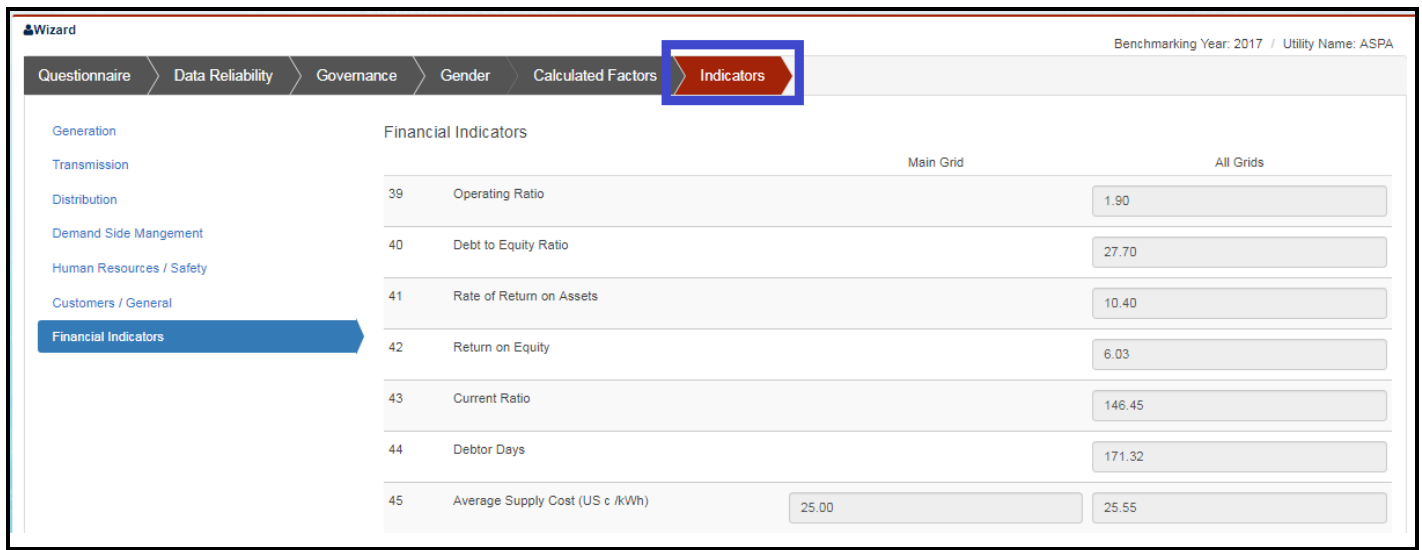 Wizard
Benchmarking Year: 2017 / Utility Name: ASPA
Questionnaire Data Reliability Governance Gender Calculated Factors Indicators
Generation
Transmission
Distribution
Demand Side Mangement
Human Resources / Safety
Customers / General
Financial Indicators
Financial Indicators
Main Grid All Grids
39 Operating Ratio 1.90
40 Debt to Equity Ratio 27.70
41 Rate of Return on Assets 10.40
42 Return on Equity 6.03
43 Current Ratio 146.45
44 Debtor Days 171.32
45 Average Supply Cost (US c /kWh) 25.00 25.55